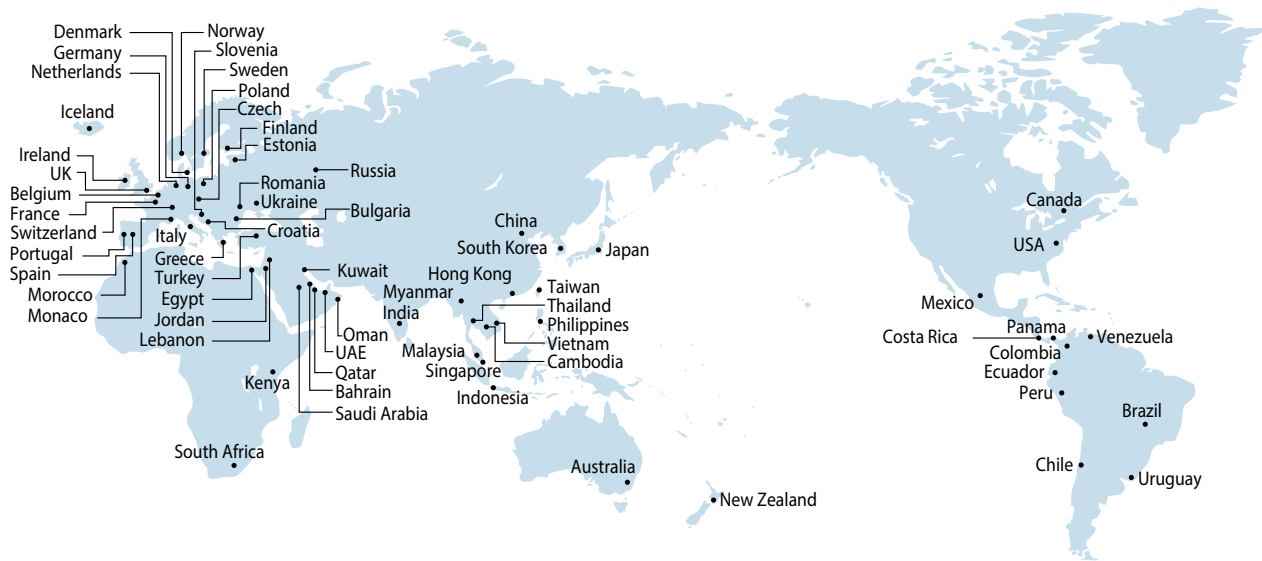 Denmark
Norway
Germany
Slovenia
Netherlands
Sweden
Poland
Czech
Iceland
Finland
Estonia
Ireland
UK
Russia
Belgium
Romania
France
Ukraine
Switzerland
Bulgaria
Italy
Croatia
Portugal
Greece
Spain
Turkey
Morocco
Egypt
Monaco
Jordan
Lebanon
Kuwait
Oman
UAE
Qatar
Bahrain
Saudi Arabia
Kenya
South Africa
China
South Korea
Japan
Hong Kong
Myanmar
India
Taiwan
Thailand
Philippines
Vietnam
Cambodia
Malaysia
Singapore
Indonesia
Australia
New Zealand
Canada
USA
Mexico
Costa Rica
Panama
Venezuela
Colombia
Ecuador
Peru
Brazil
Chile
Uruguay